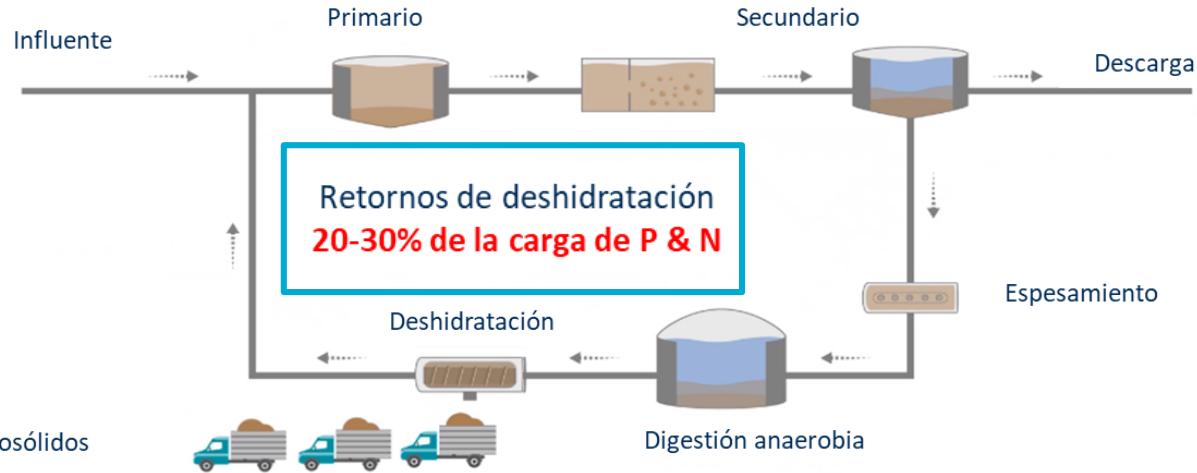 Primario
Secundario
Influente
Descarga
Retornos de deshidratación
20-30% de la carga de P & N
Espesamiento
Deshidratación
osólidos
Digestión anaerobia